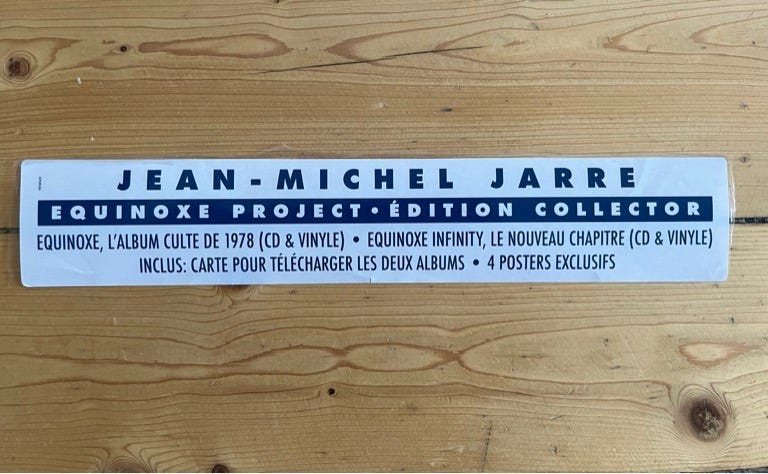 JEAN-MICHEL JARRE
EQUINOXE PROJECT • ÉDITION COLLECTOR
EQUINOXE, L'ALBUM CULTE DE 1978 (CD & VINYLE) • EQUINOXE INFINITY, LE NOUVEAU CHAPITRE (CD & VINYLE)
INCLUS: CARTE POUR TÉLÉCHARGER LES DEUX ALBUMS • 4 POSTERS EXCLUSIFS